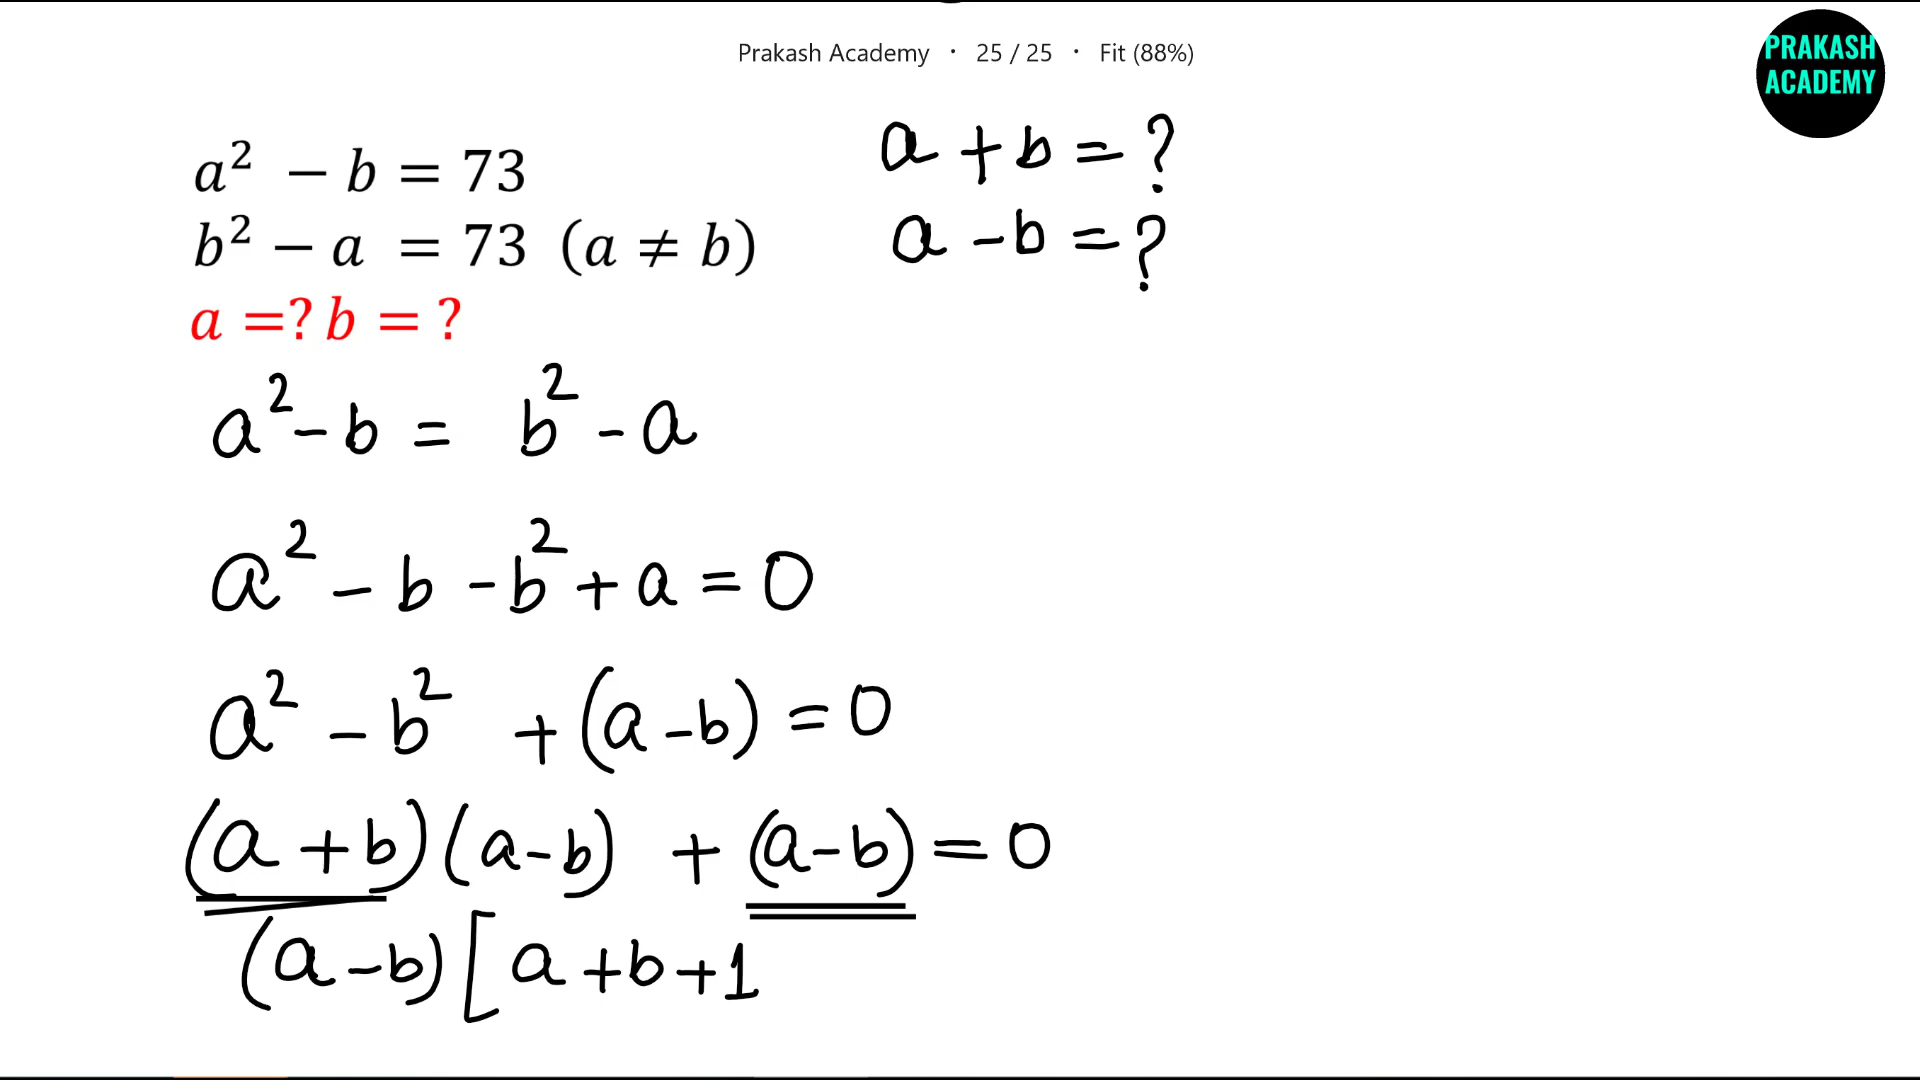 Prakash Academy · 25 / 25 · Fit (88%)
PRAKASH
ACADEMY
a² − b = 73
b² − a = 73 (a ≠ b)
a =? b = ?
a + b = ?
a - b = ?
a² - b = b² - a
a² - b - b² + a = 0
a² - b² + (a - b) = 0
(a + b)(a - b) + (a - b) = 0
(a - b) [ a + b + 1